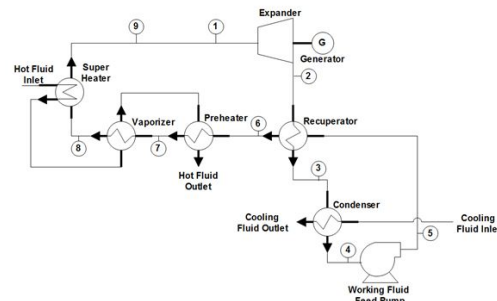 Expander
9
1
G
Generator
Hot Fluid
Inlet
Super
Heater
2
Vaporizer
Preheater
6
Recuperator
8
7
Hot Fluid
Outlet
3
Condenser
Cooling
Fluid Outlet
Cooling
Fluid Inle
5
4
Working Fluid
Feed Pump